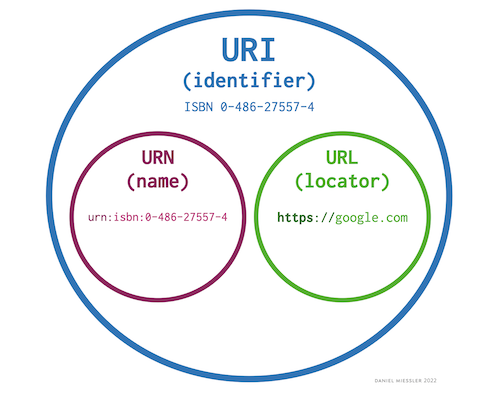 URI
(identifier)
ISBN 0-486-27557-4
URN
(name)
urn:isbn:0-486-27557-4
URL
(locator)
https://google.com
DANIEL MIESSLER 2022